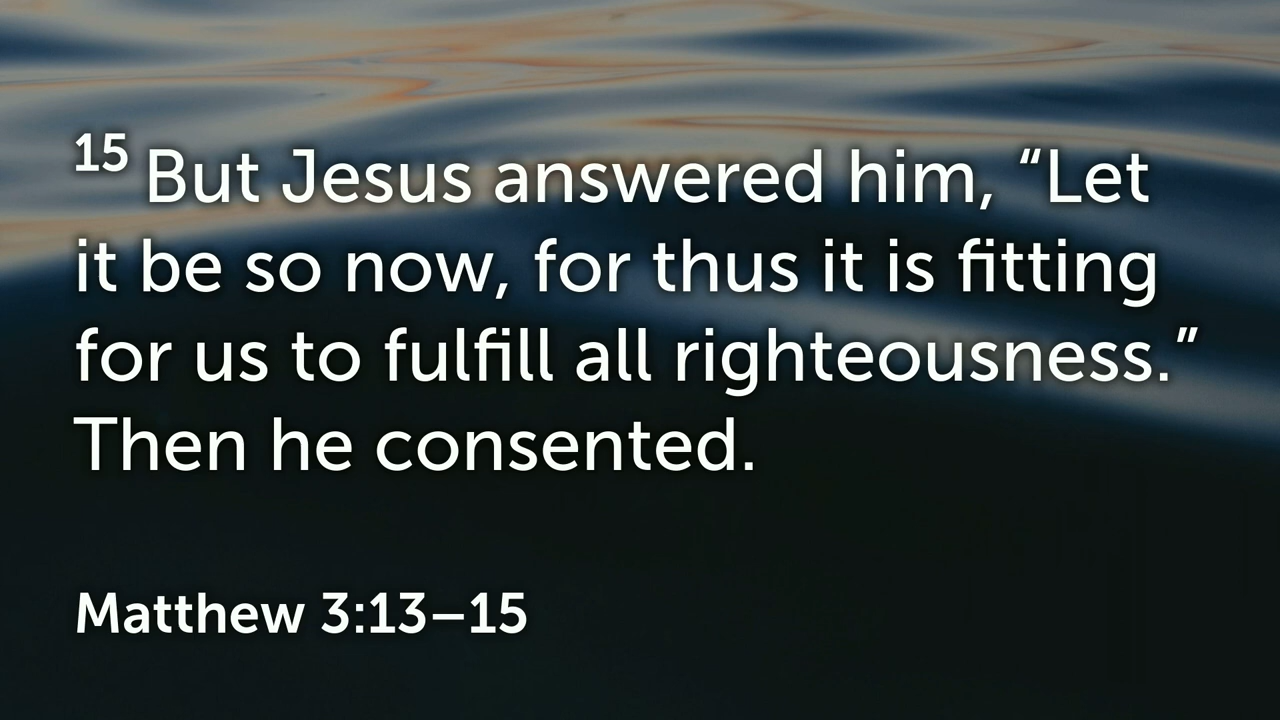 15 But Jesus answered him, “Let
it be so now, for thus it is fitting
for us to fulfill all righteousness.”
Then he consented.
Matthew 3:13–15